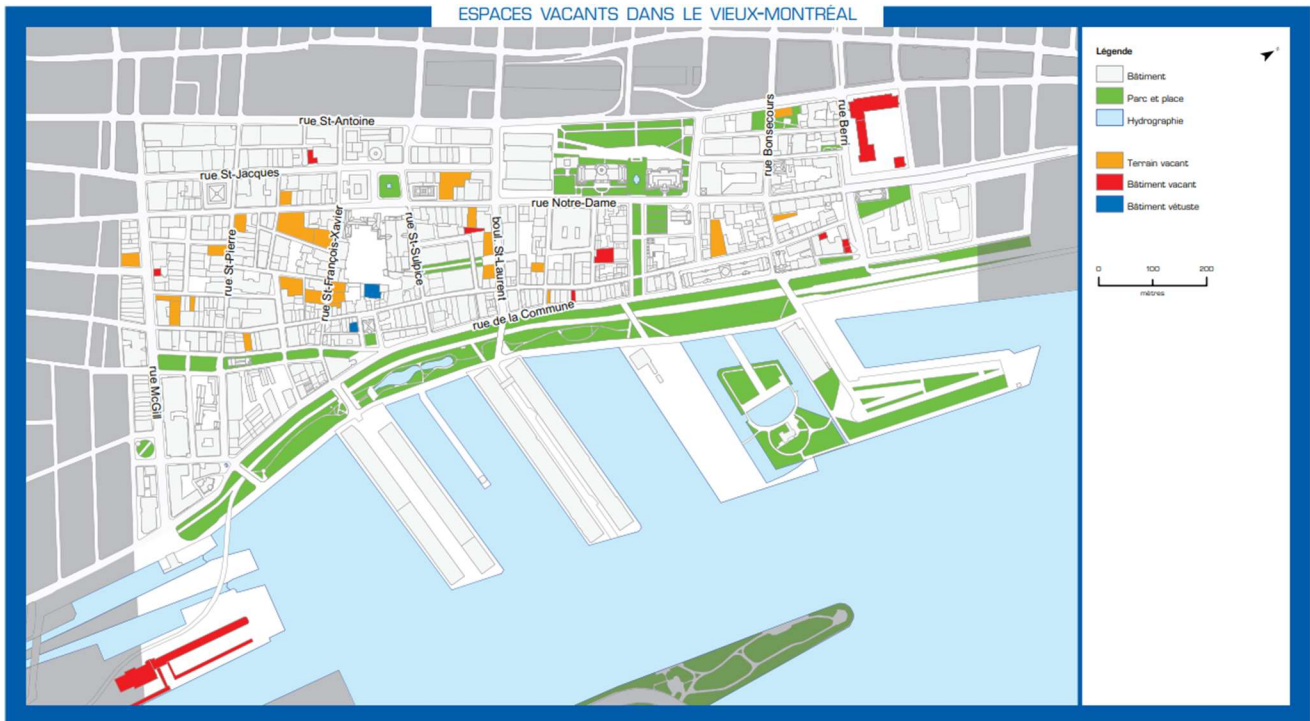 ESPACES VACANTS DANS LE VIEUX-MONTRÉAL
Légende
Bâtiment
Parc et place
Hydrographie
Terrain vacant
Bâtiment vacant
Bâtiment vétuste
0 100 200
mètres
rue St-Antoine
rue Bonsecours
rue Berri
rue St-Jacques
rue Notre-Dame
rue St-Pierre
rue St-François-Xavier
rue St-Sulpice
boul. St-Laurent
rue de la Commune
rue McGill